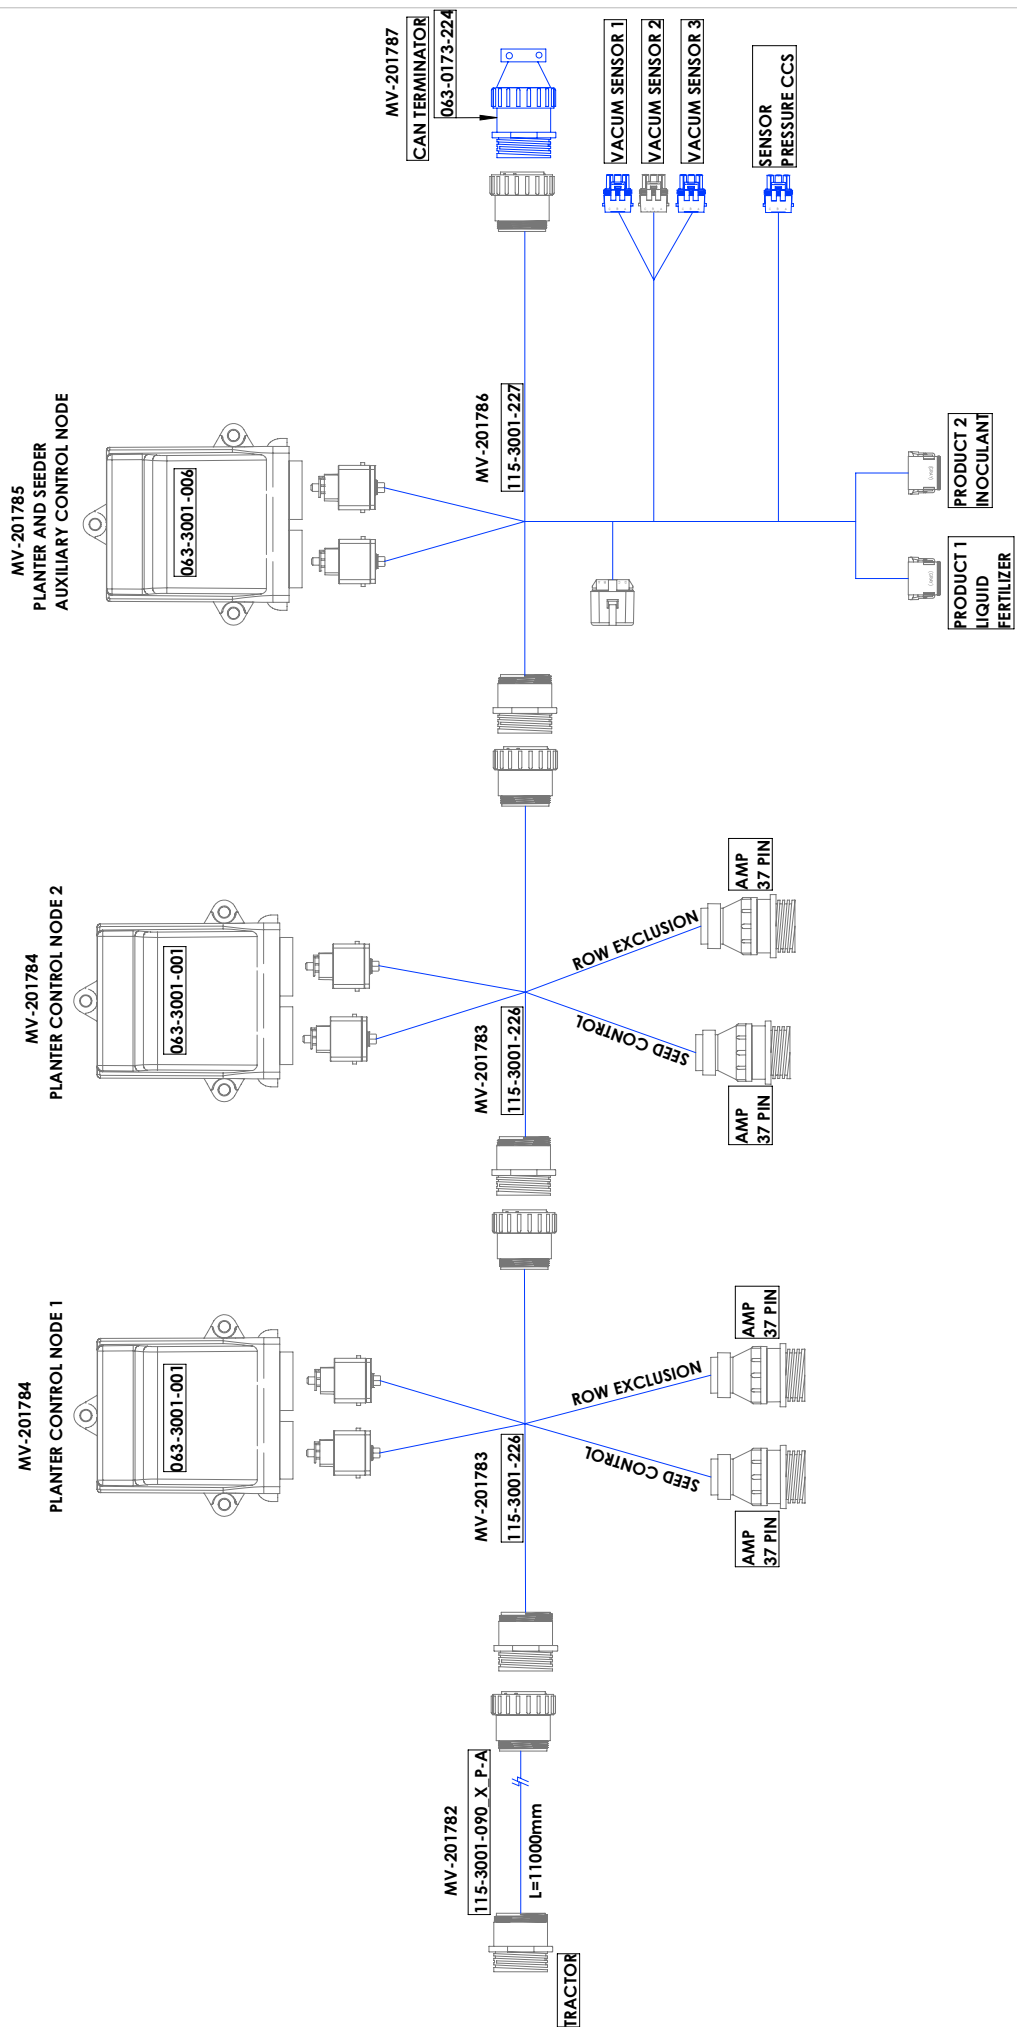 TRACTOR
MV-201782
115-3001-090_X_P-A
L=11000mm
MV-201784
PLANTER CONTROL NODE 1
063-3001-001
MV-201783
115-3001-226
ROW EXCLUSION
SEED CONTROL
AMP
37 PIN
AMP
37 PIN
MV-201784
PLANTER CONTROL NODE 2
063-3001-001
MV-201783
115-3001-226
ROW EXCLUSION
SEED CONTROL
AMP
37 PIN
AMP
37 PIN
MV-201785
PLANTER AND SEEDER
AUXILIARY CONTROL NODE
063-3001-006
MV-201786
115-3001-227
PRODUCT 1
LIQUID
FERTILIZER
PRODUCT 2
INOCULANT
MV-201787
CAN TERMINATOR
063-0173-224
VACUM SENSOR 1
VACUM SENSOR 2
VACUM SENSOR 3
SENSOR
PRESSURE CCS